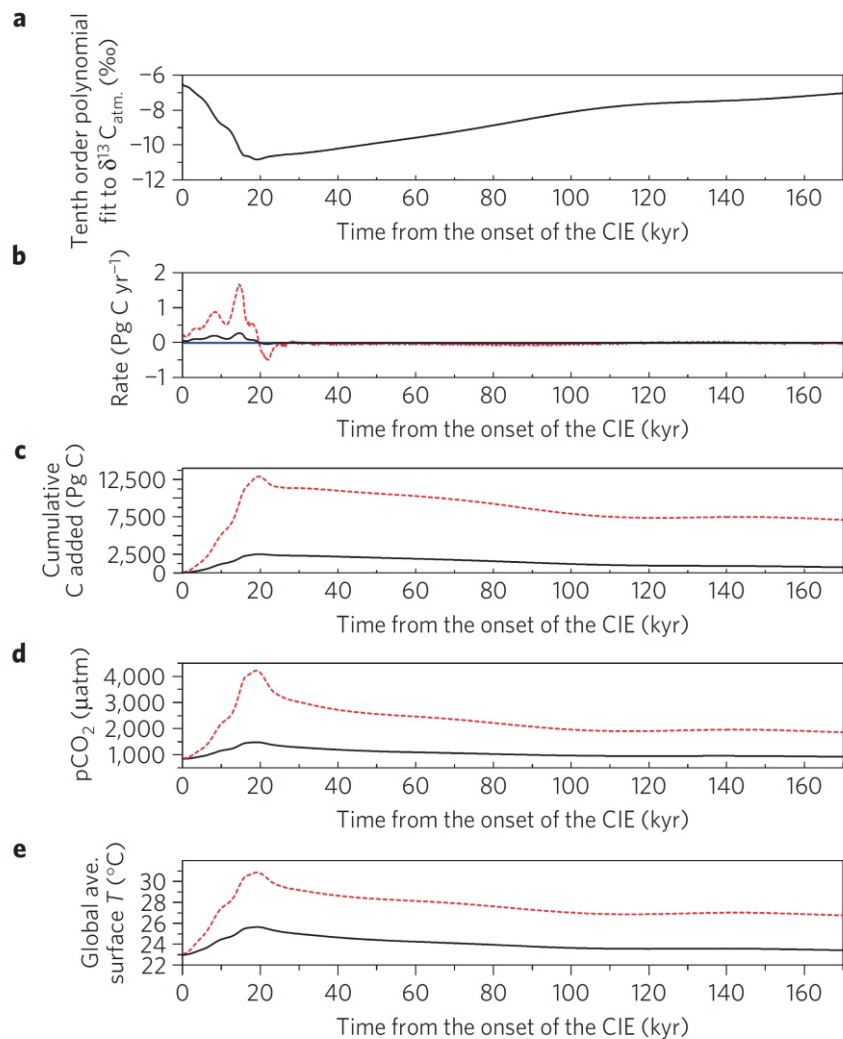 a
Tenth order polynomial
fit to δ¹³Cₐₜₘ. (‰)
−6
−8
−10
−12
0 20 40 60 80 100 120 140 160
Time from the onset of the CIE (kyr)
b
Rate (Pg C yr⁻¹)
2
1
0
−1
0 20 40 60 80 100 120 140 160
Time from the onset of the CIE (kyr)
c
Cumulative
C added (Pg C)
12,500
7,500
2,500
0
0 20 40 60 80 100 120 140 160
Time from the onset of the CIE (kyr)
d
pCO₂ (μatm)
4,000
3,000
2,000
1,000
0 20 40 60 80 100 120 140 160
Time from the onset of the CIE (kyr)
e
Global ave.
surface T (°C)
30
28
26
24
22
0 20 40 60 80 100 120 140 160
Time from the onset of the CIE (kyr)